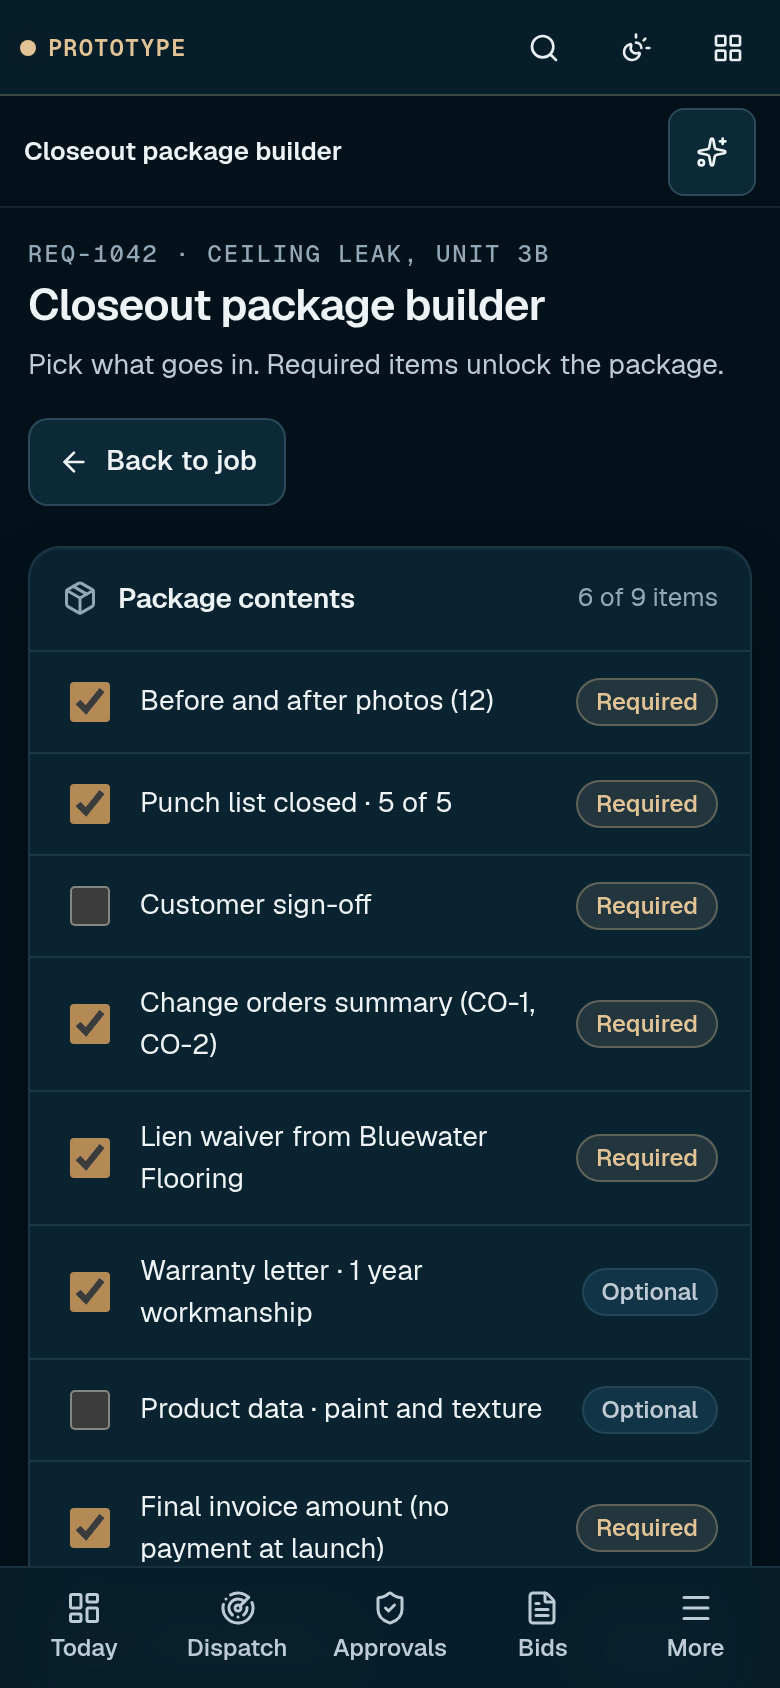 PROTOTYPE
Closeout package builder
REQ-1042 · CEILING LEAK, UNIT 3B
Closeout package builder
Pick what goes in. Required items unlock the package.
Back to job
Package contents
6 of 9 items
Before and after photos (12)
Required
Punch list closed · 5 of 5
Required
Customer sign-off
Required
Change orders summary (CO-1,
CO-2)
Required
Lien waiver from Bluewater
Flooring
Required
Warranty letter · 1 year
workmanship
Optional
Product data · paint and texture
Optional
Final invoice amount (no
payment at launch)
Required
Today
Dispatch
Approvals
Bids
More